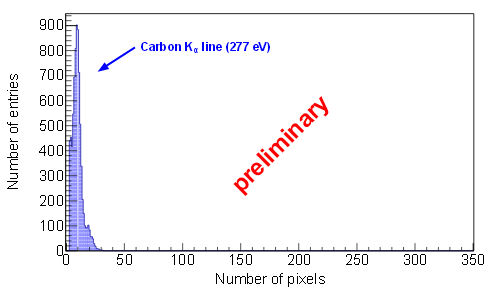 900
800
700
600
500
400
300
200
100
0
Number of entries
Carbon Kα line (277 eV)
preliminary
0 50 100 150 200 250 300 350
Number of pixels